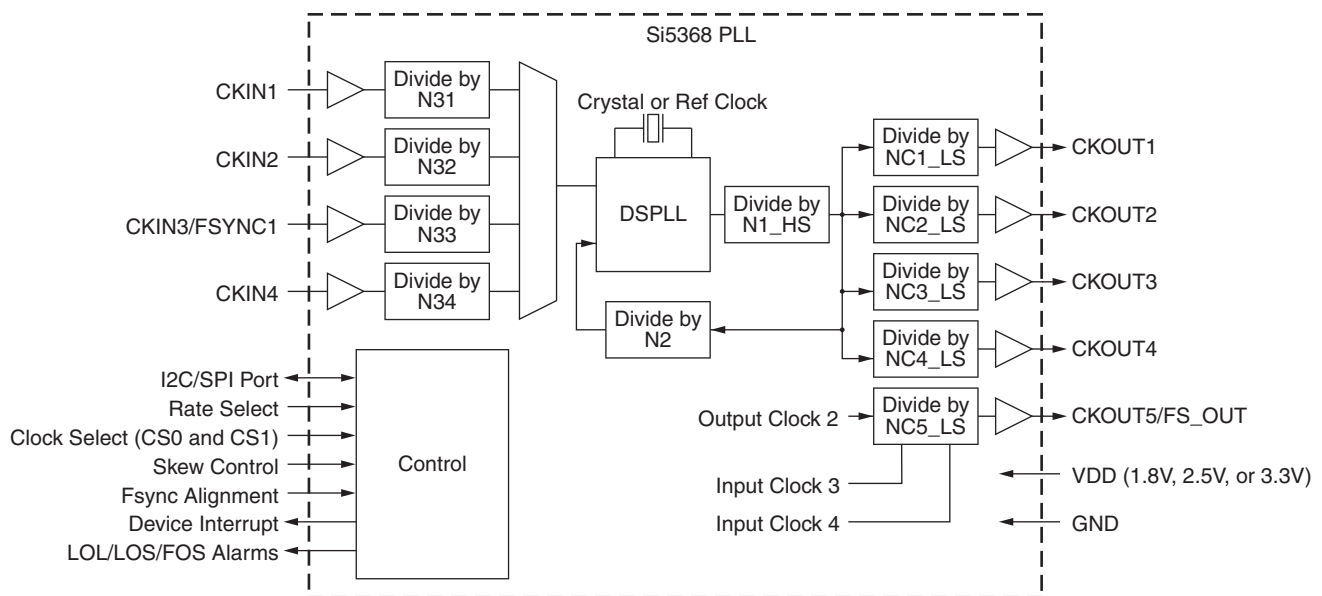 Si5368 PLL
CKIN1
Divide by
N31
CKIN2
Divide by
N32
CKIN3/FSYNC1
Divide by
N33
CKIN4
Divide by
N34
Crystal or Ref Clock
DSPLL
Divide by
N1_HS
Divide by
N2
Divide by
NC1_LS
CKOUT1
Divide by
NC2_LS
CKOUT2
Divide by
NC3_LS
CKOUT3
Divide by
NC4_LS
CKOUT4
Output Clock 2
Divide by
NC5_LS
CKOUT5/FS_OUT
Input Clock 3
Input Clock 4
VDD (1.8V, 2.5V, or 3.3V)
GND
I2C/SPI Port
Rate Select
Clock Select (CS0 and CS1)
Skew Control
Fsync Alignment
Device Interrupt
LOL/LOS/FOS Alarms
Control